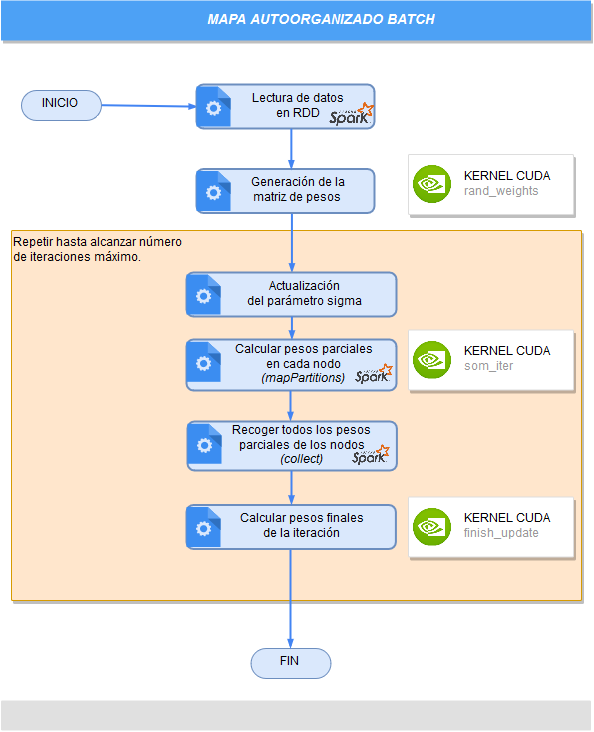 MAPA AUTOORGANIZADO BATCH
INICIO
Lectura de datos
en RDD
Spark
Generación de la
matriz de pesos
KERNEL CUDA
rand_weights
Repetir hasta alcanzar número
de iteraciones máximo.
Actualización
del parámetro sigma
Calcular pesos parciales
en cada nodo
(mapPartitions)
Spark
KERNEL CUDA
som_iter
Recoger todos los pesos
parciales de los nodos
(collect)
Spark
Calcular pesos finales
de la iteración
KERNEL CUDA
finish_update
FIN